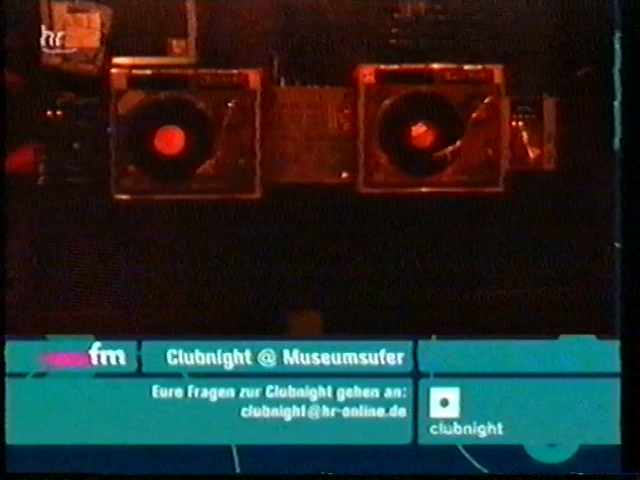 hr
fm
Clubnight @ Museumsufer
Eure Fragen zur Clubnight gehen an:
clubnight@hr-online.de
clubnight